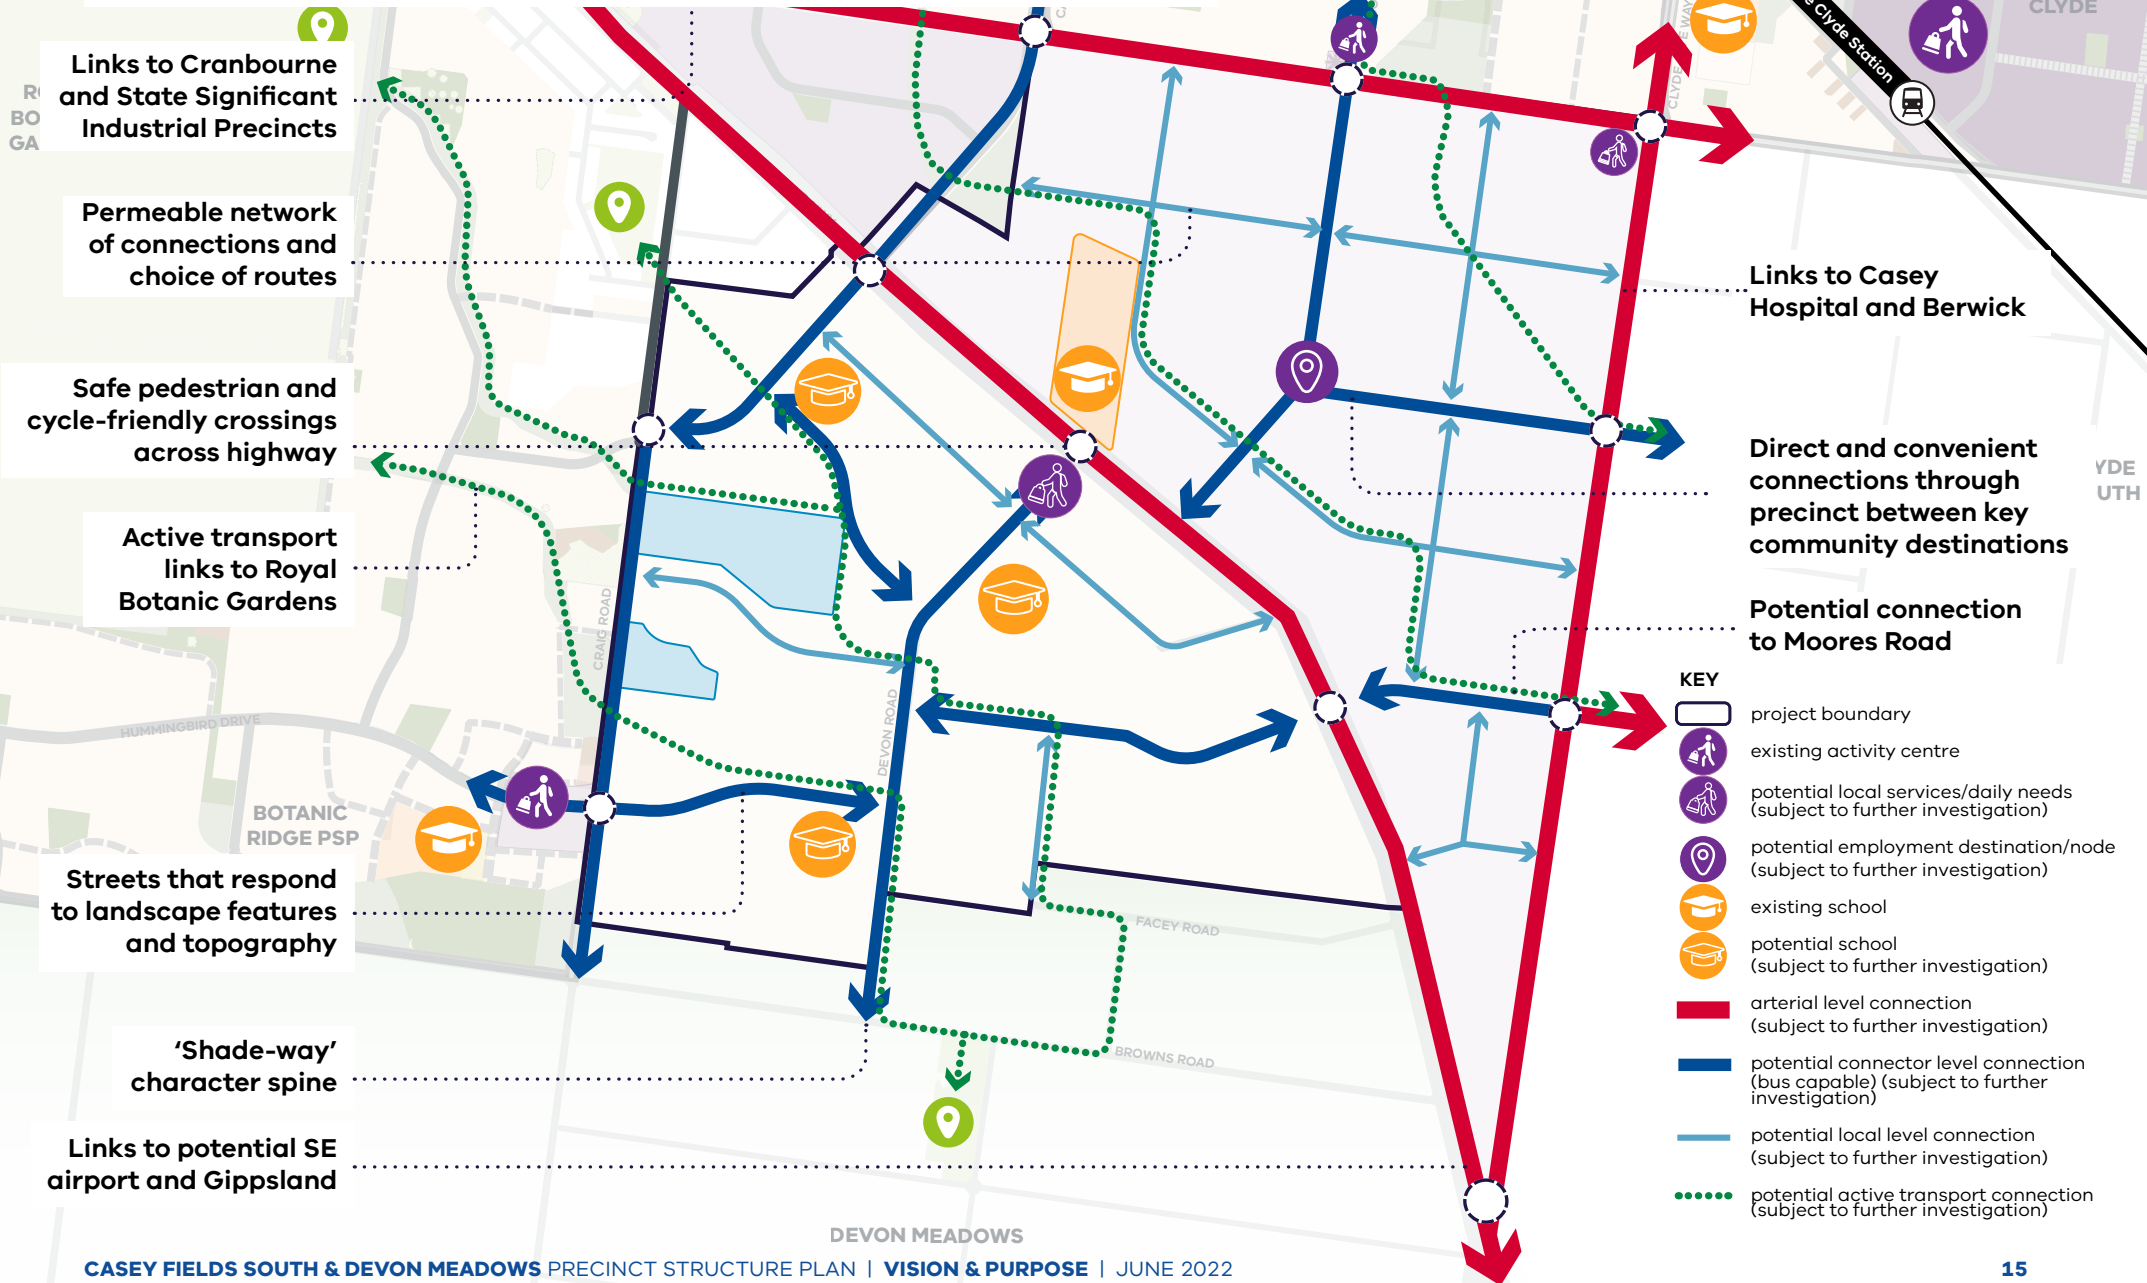 Links to Cranbourne
and State Significant
Industrial Precincts
Permeable network
of connections and
choice of routes
Safe pedestrian and
cycle-friendly crossings
across highway
Active transport
links to Royal
Botanic Gardens
Streets that respond
to landscape features
and topography
‘Shade-way’
character spine
Links to potential SE
airport and Gippsland
BOTANIC
RIDGE PSP
HUMMINGBIRD DRIVE
CRAIG ROAD
DEVON ROAD
FACEY ROAD
BROWNS ROAD
DEVON MEADOWS
CLYDE
Clyde Station
CLYDE
WAY
Links to Casey
Hospital and Berwick
Direct and convenient
connections through
precinct between key
community destinations
Potential connection
to Moores Road
KEY
project boundary
existing activity centre
potential local services/daily needs
(subject to further investigation)
potential employment destination/node
(subject to further investigation)
existing school
potential school
(subject to further investigation)
arterial level connection
(subject to further investigation)
potential connector level connection
(bus capable) (subject to further
investigation)
potential local level connection
(subject to further investigation)
potential active transport connection
(subject to further investigation)
CASEY FIELDS SOUTH & DEVON MEADOWS PRECINCT STRUCTURE PLAN | VISION & PURPOSE | JUNE 2022
15